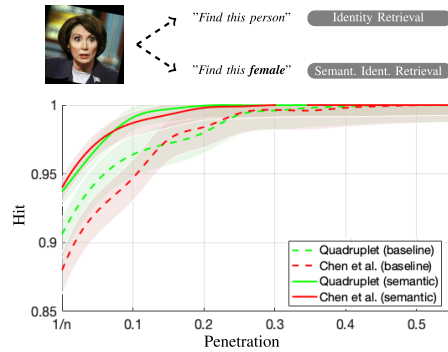 "Find this person" Identity Retrieval
"Find this female" Semant. Ident. Retrieval
1
0.95
0.9
0.85
Hit
1/n 0.1 0.2 0.3 0.4 0.5
Penetration
Quadruplet (baseline)
Chen et al. (baseline)
Quadruplet (semantic)
Chen et al. (semantic)